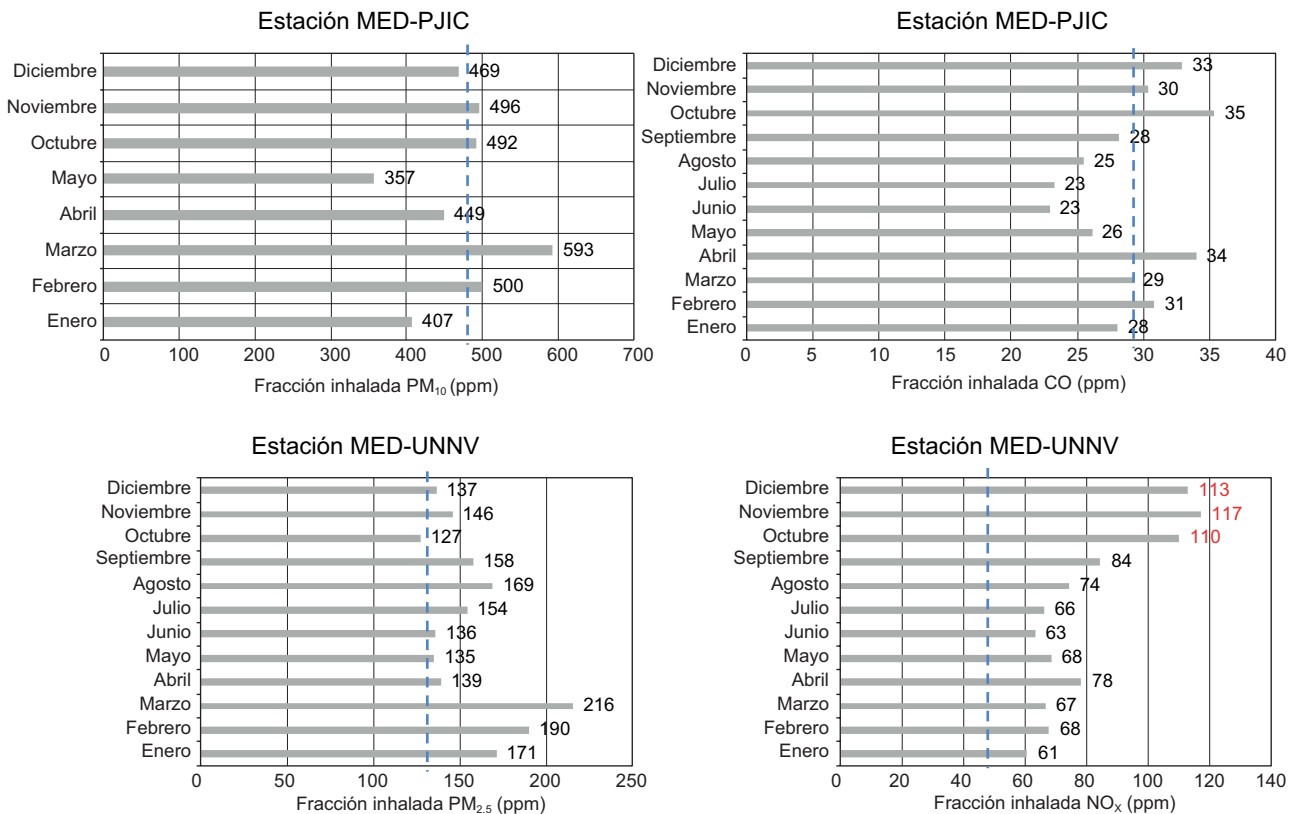 Estación MED-PJIC
Diciembre 469
Noviembre 496
Octubre 492
Mayo 357
Abril 449
Marzo 593
Febrero 500
Enero 407
0 100 200 300 400 500 600 700
Fracción inhalada PM₁₀ (ppm)
Estación MED-PJIC
Diciembre 33
Noviembre 30
Octubre 35
Septiembre 28
Agosto 25
Julio 23
Junio 23
Mayo 26
Abril 34
Marzo 29
Febrero 31
Enero 28
0 5 10 15 20 25 30 35 40
Fracción inhalada CO (ppm)
Estación MED-UNNV
Diciembre 137
Noviembre 146
Octubre 127
Septiembre 158
Agosto 169
Julio 154
Junio 136
Mayo 135
Abril 139
Marzo 216
Febrero 190
Enero 171
0 50 100 150 200 250
Fracción inhalada PM₂.₅ (ppm)
Estación MED-UNNV
Diciembre 113
Noviembre 117
Octubre 110
Septiembre 84
Agosto 74
Julio 66
Junio 63
Mayo 68
Abril 78
Marzo 67
Febrero 68
Enero 61
0 20 40 60 80 100 120 140
Fracción inhalada NOₓ (ppm)